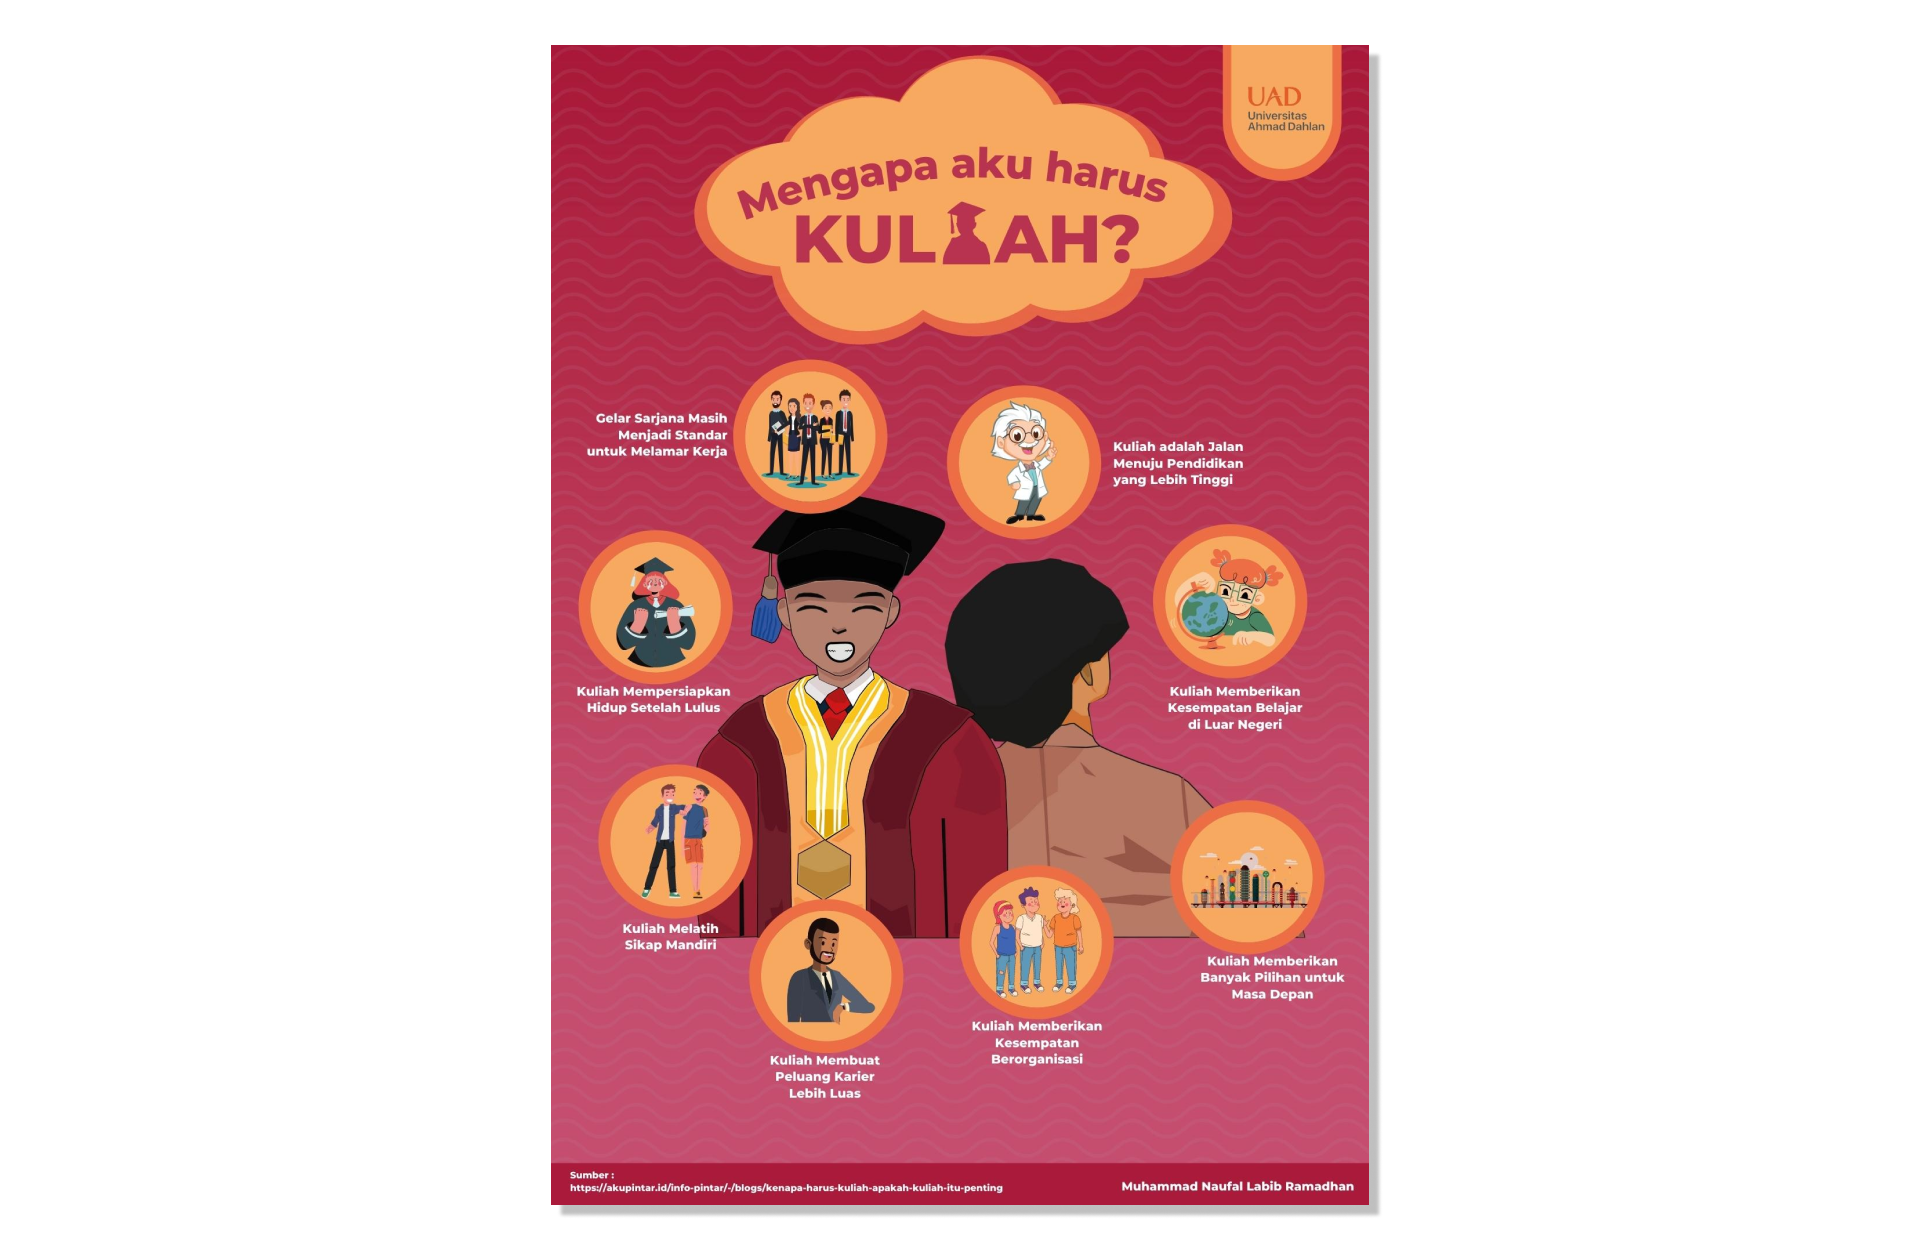 UAD
Universitas
Ahmad Dahlan
Mengapa aku harus
KULIAH?
Gelar Sarjana Masih
Menjadi Standar
untuk Melamar Kerja
Kuliah adalah Jalan
Menuju Pendidikan
yang Lebih Tinggi
Kuliah Mempersiapkan
Hidup Setelah Lulus
Kuliah Memberikan
Kesempatan Belajar
di Luar Negeri
Kuliah Melatih
Sikap Mandiri
Kuliah Memberikan
Banyak Pilihan untuk
Masa Depan
Kuliah Membuat
Peluang Karier
Lebih Luas
Kuliah Memberikan
Kesempatan
Berorganisasi
Sumber :
https://akupintar.id/info-pintar/-/blogs/kenapa-harus-kuliah-apakah-kuliah-itu-penting
Muhammad Naufal Labib Ramadhan